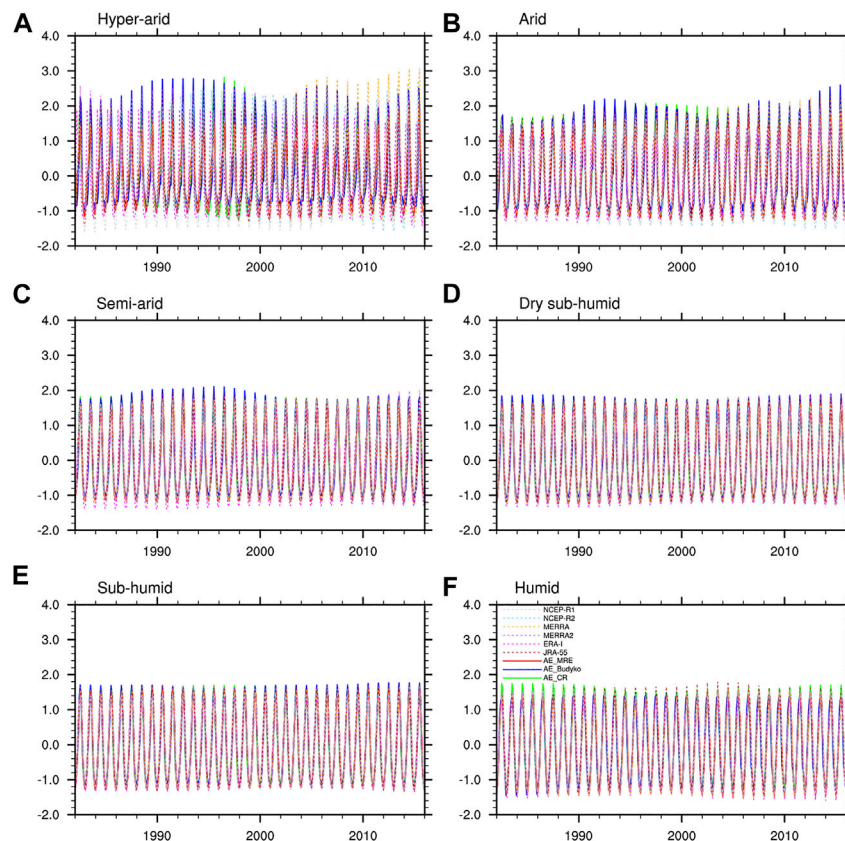 A Hyper-arid
4.0
3.0
2.0
1.0
0.0
-1.0
-2.0
1990 2000 2010
B Arid
4.0
3.0
2.0
1.0
0.0
-1.0
-2.0
1990 2000 2010
C Semi-arid
4.0
3.0
2.0
1.0
0.0
-1.0
-2.0
1990 2000 2010
D Dry sub-humid
4.0
3.0
2.0
1.0
0.0
-1.0
-2.0
1990 2000 2010
E Sub-humid
4.0
3.0
2.0
1.0
0.0
-1.0
-2.0
1990 2000 2010
F Humid
4.0
3.0
2.0
1.0
0.0
-1.0
-2.0
NCEP-R1
NCEP-R2
MERRA
MERRA2
ERA-I
JRA-55
AE_MRE
AE_Budyko
AE_CR
1990 2000 2010